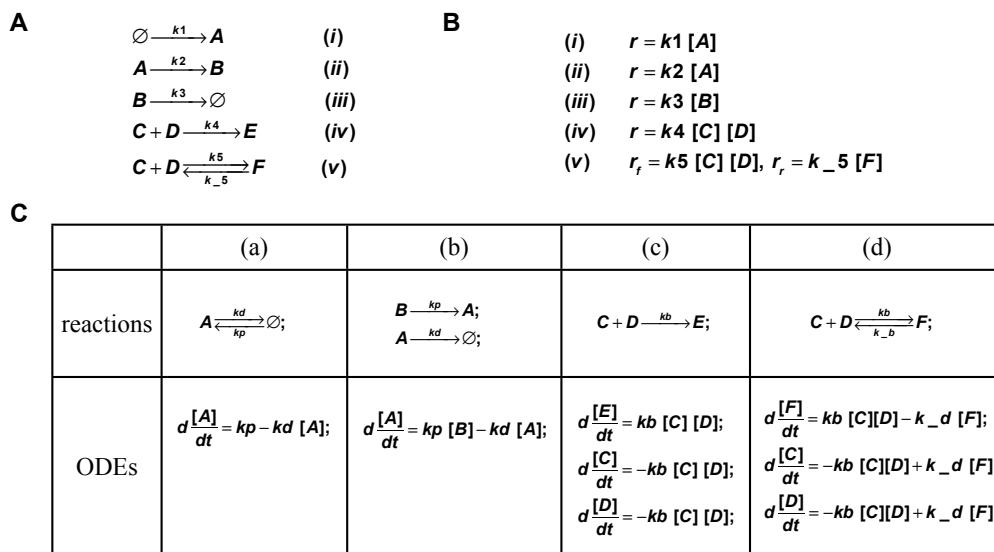 A
∅ —k1→ A (i)
A —k2→ B (ii)
B —k3→ ∅ (iii)
C + D —k4→ E (iv)
C + D ⇌ F (v)
k5
k_5
B
(i) r = k1 [A]
(ii) r = k2 [A]
(iii) r = k3 [B]
(iv) r = k4 [C] [D]
(v) r_f = k5 [C] [D], r_r = k_5 [F]
C
(a) (b) (c) (d)
reactions
A ⇌ ∅;
kd
kp
B —kp→ A;
A —kd→ ∅;
C + D —kb→ E;
C + D ⇌ F;
kb
k_b
ODEs
d[A]/dt = kp − kd [A];
d[A]/dt = kp [B] − kd [A];
d[E]/dt = kb [C] [D];
d[C]/dt = −kb [C] [D];
d[D]/dt = −kb [C] [D];
d[F]/dt = kb [C][D] − k_d [F];
d[C]/dt = −kb [C][D] + k_d [F]
d[D]/dt = −kb [C][D] + k_d [F]